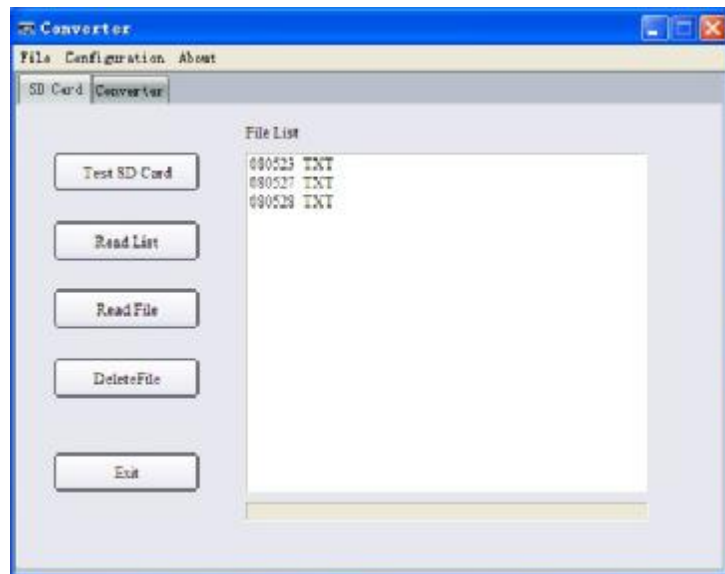 Converter
File Configuration About
SD Card Converter
File List
Test SD Card
080523 TXT
080527 TXT
080528 TXT
Read List
Read File
DeleteFile
Exit